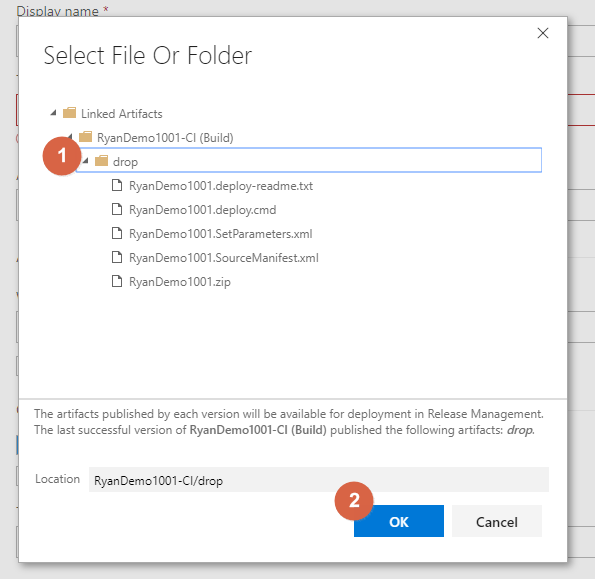 Display name *
Select File Or Folder
Linked Artifacts
RyanDemo1001-CI (Build)
1
drop
RyanDemo1001.deploy-readme.txt
RyanDemo1001.deploy.cmd
RyanDemo1001.SetParameters.xml
RyanDemo1001.SourceManifest.xml
RyanDemo1001.zip
The artifacts published by each version will be available for deployment in Release Management.
The last successful version of RyanDemo1001-CI (Build) published the following artifacts: drop.
Location RyanDemo1001-CI/drop
2
OK Cancel